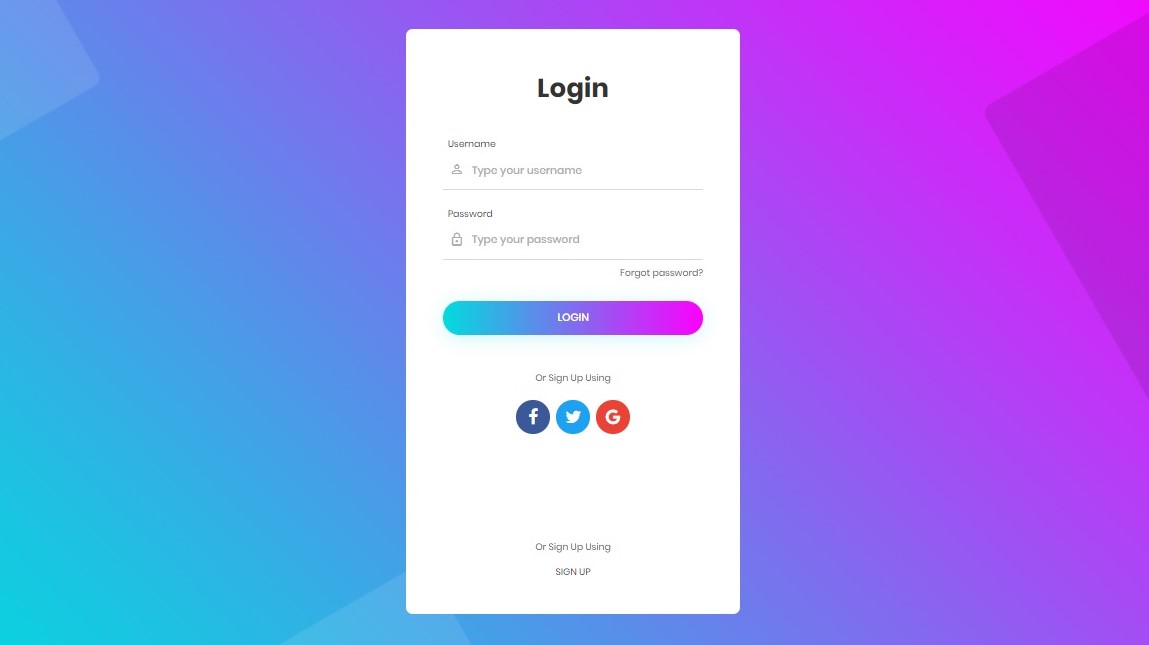 Login
Username
Type your username
Password
Type your password
Forgot password?
LOGIN
Or Sign Up Using
Or Sign Up Using
SIGN UP